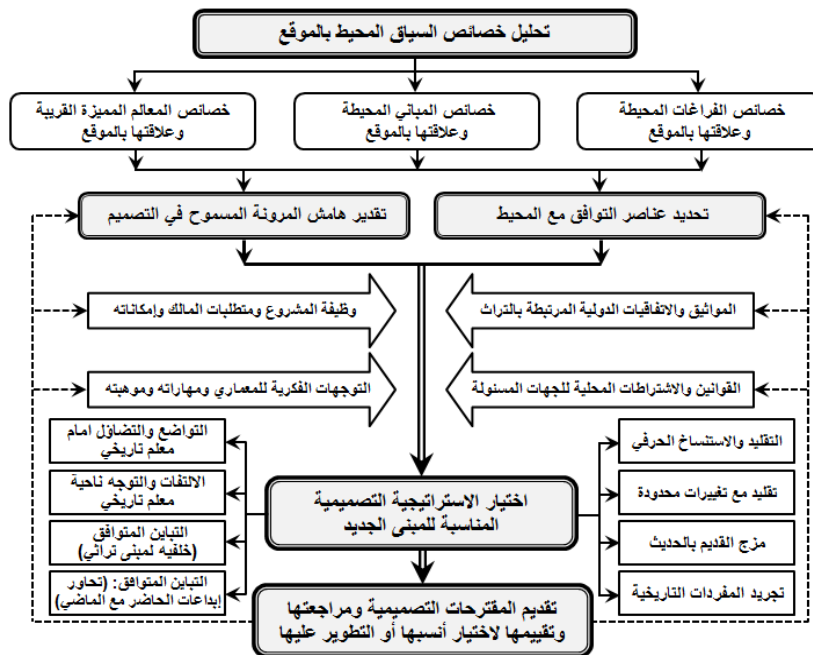 تحليل خصائص السياق المحيط بالموقع
خصائص الفراغات المحيطة
وعلاقتها بالموقع
خصائص المباني المحيطة
وعلاقتها بالموقع
خصائص المعالم المميزة القريبة
وعلاقتها بالموقع
تحديد عناصر التوافق مع المحيط
تقدير هامش المرونة المسموح في التصميم
المواثيق والاتفاقيات الدولية المرتبطة بالتراث
وظيفة المشروع ومتطلبات المالك وإمكاناته
القوانين والاشتراطات المحلية للجهات المسئولة
التوجهات الفكرية للمعماري ومهاراته وموهبته
التقليد والاستنساخ الحرفي
تقليد مع تغييرات محدودة
مزج القديم بالحديث
تجريد المفردات التاريخية
اختيار الاستراتيجية التصميمية
المناسبة للمبنى الجديد
التواضع والتضاؤل امام
معلم تاريخي
الالتفات والتوجه ناحية
معلم تاريخي
التباين المتوافق
(خلفيه لمبنى تراثي)
التباين المتوافق: (تحاور
إبداعات الحاضر مع الماضي)
تقديم المقترحات التصميمية ومراجعتها
وتقييمها لاختيار أنسبها أو التطوير عليها